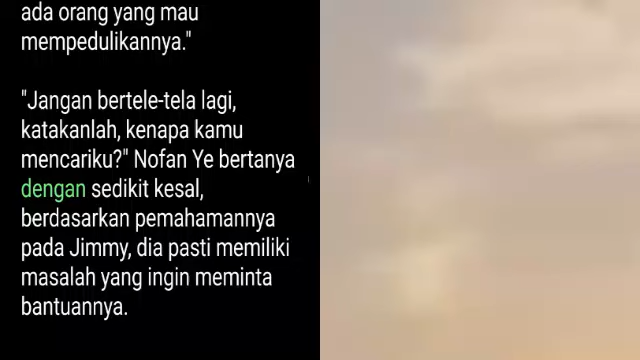 ada orang yang mau
mempedulikannya."
"Jangan bertele-tela lagi,
katakanlah, kenapa kamu
mencariku?" Nofan Ye bertanya
dengan sedikit kesal,
berdasarkan pemahamannya
pada Jimmy, dia pasti memiliki
masalah yang ingin meminta
bantuannya.